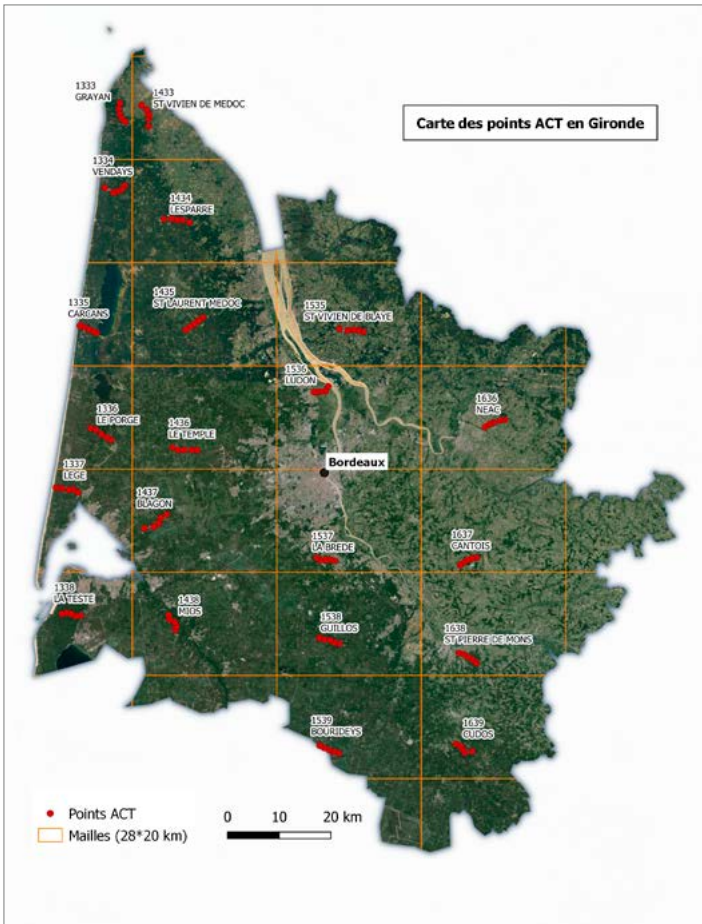 Carte des points ACT en Gironde
1333
GRAYAN
1433
ST VIVIEN DE MEDOC
1334
VENDAYS
1434
LESPARRE
1335
CARCANS
1435
ST LAURENT MEDOC
1535
ST VIVIEN DE BLAYE
1536
LUDON
1636
NEAC
1336
LE PORGE
1436
LE TEMPLE
Bordeaux
1337
LEGE
1437
BLAGON
1537
LA BREDE
1637
CANTOIS
1338
LA TESTE
1438
MIOS
1538
GUILLOS
1638
ST PIERRE DE MONS
1539
BOURIDEYS
1639
CUDOS
Points ACT
Mailles (28*20 km)
0 10 20 km